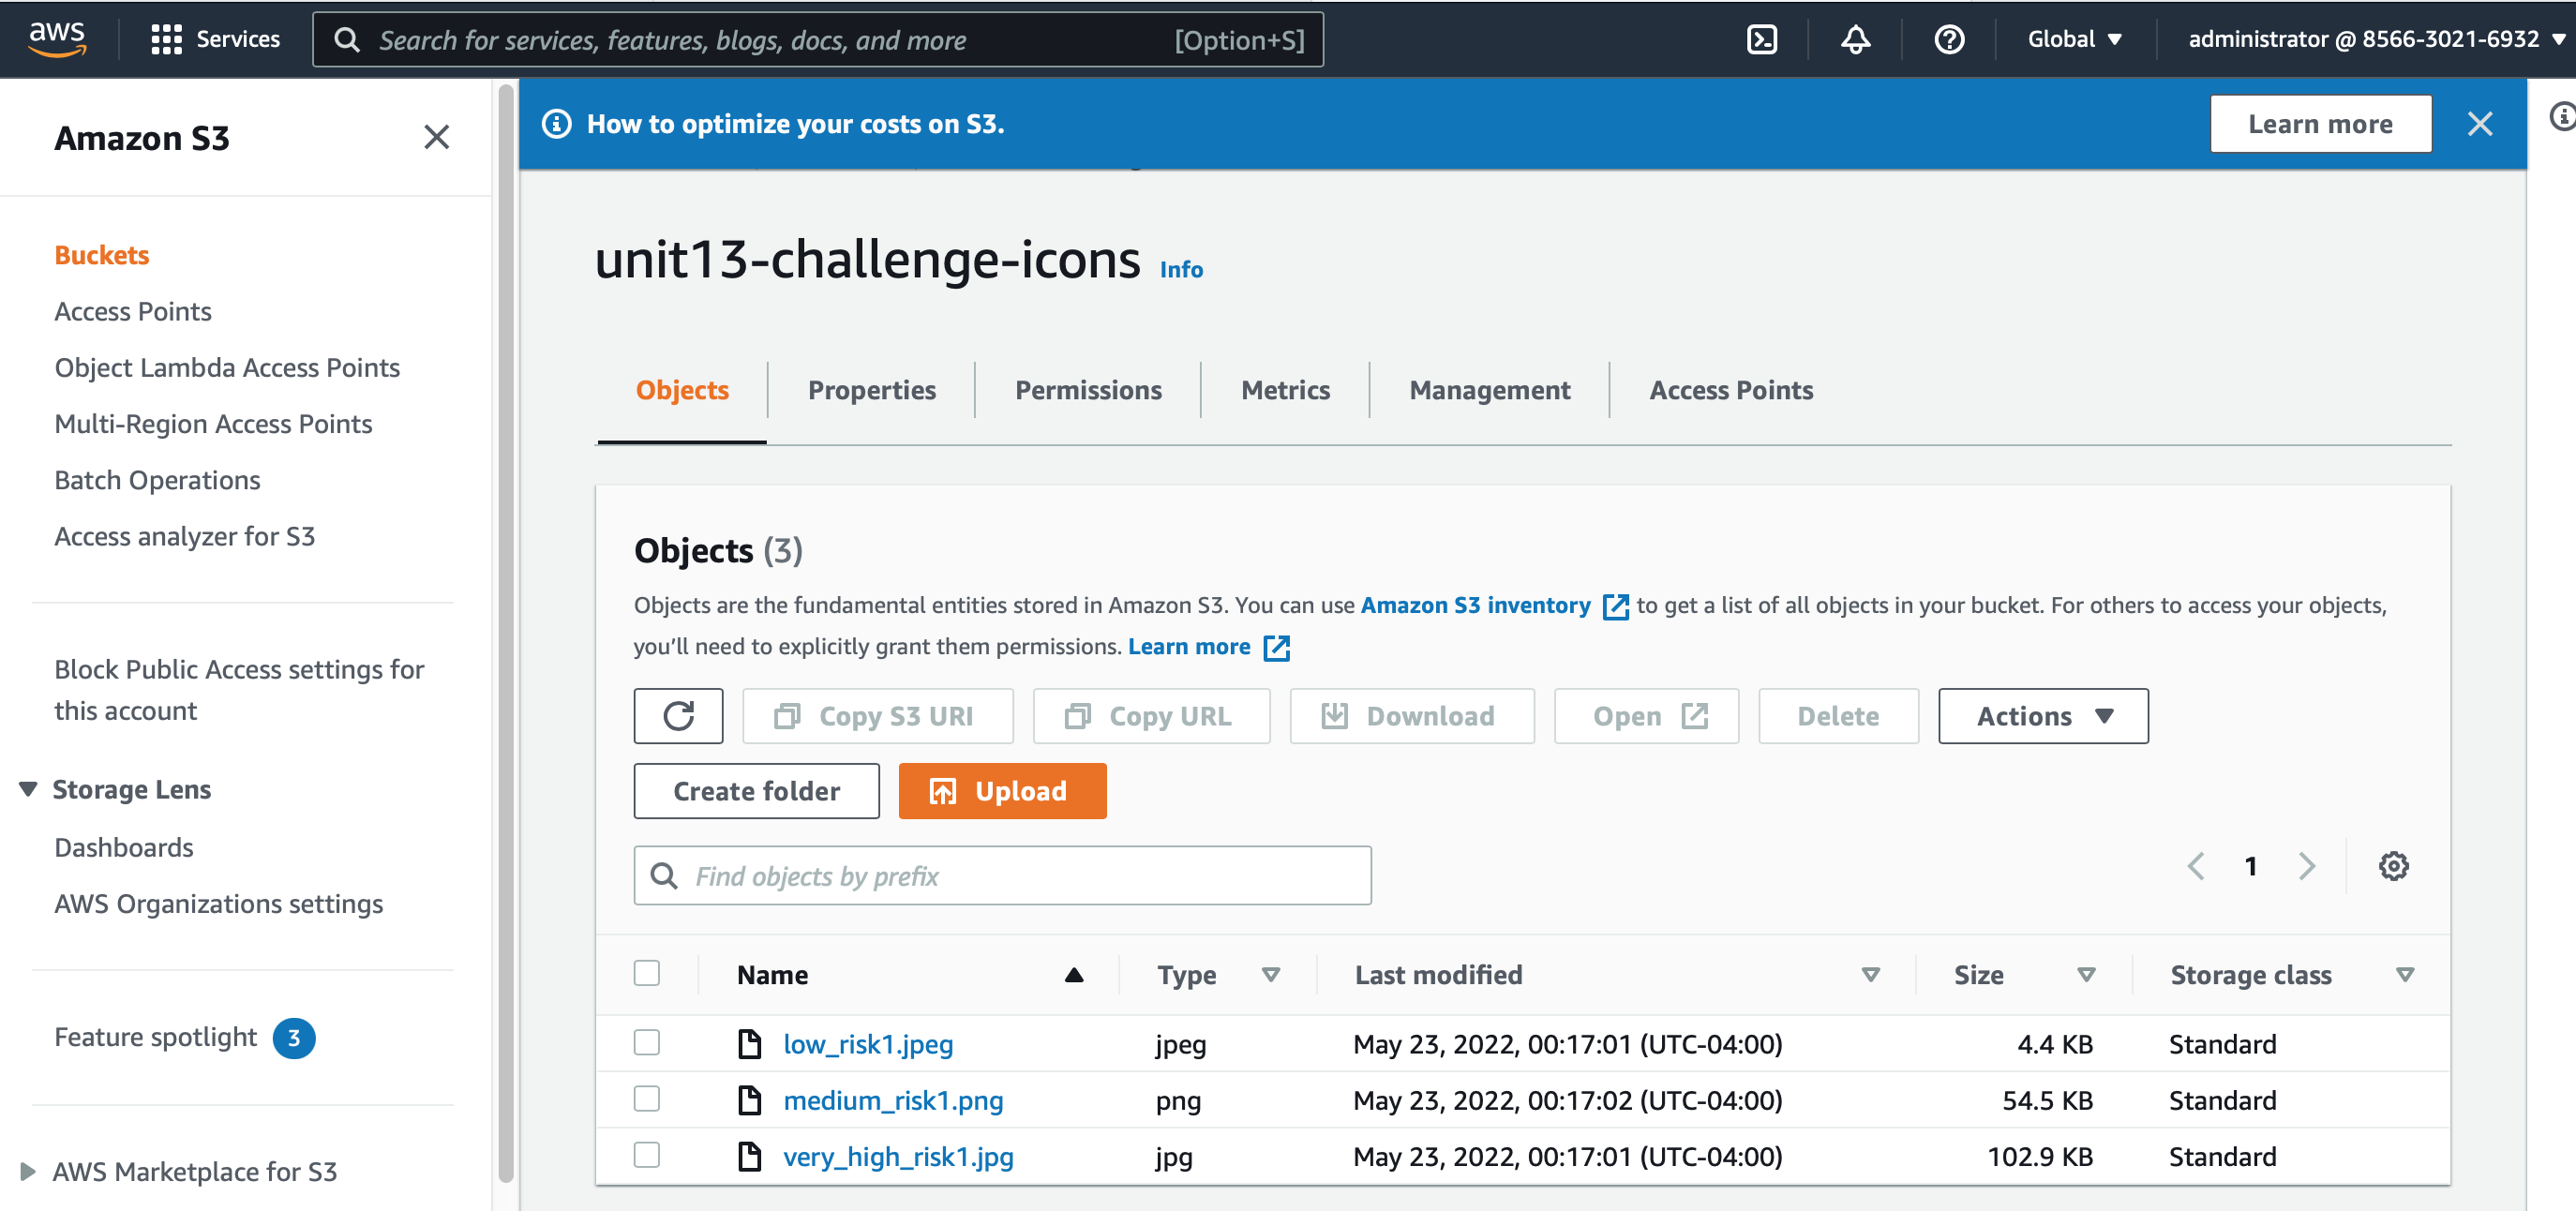 aws
Services
Search for services, features, blogs, docs, and more
[Option+S]
Global
administrator @ 8566-3021-6932
Amazon S3
Buckets
Access Points
Object Lambda Access Points
Multi-Region Access Points
Batch Operations
Access analyzer for S3
Block Public Access settings for
this account
Storage Lens
Dashboards
AWS Organizations settings
Feature spotlight 3
AWS Marketplace for S3
How to optimize your costs on S3.
Learn more
unit13-challenge-icons Info
Objects
Properties
Permissions
Metrics
Management
Access Points
Objects (3)
Objects are the fundamental entities stored in Amazon S3. You can use Amazon S3 inventory to get a list of all objects in your bucket. For others to access your objects,
you’ll need to explicitly grant them permissions. Learn more
Copy S3 URI
Copy URL
Download
Open
Delete
Actions
Create folder
Upload
Find objects by prefix
1
Name Type Last modified Size Storage class
low_risk1.jpeg jpeg May 23, 2022, 00:17:01 (UTC-04:00) 4.4 KB Standard
medium_risk1.png png May 23, 2022, 00:17:02 (UTC-04:00) 54.5 KB Standard
very_high_risk1.jpg jpg May 23, 2022, 00:17:01 (UTC-04:00) 102.9 KB Standard